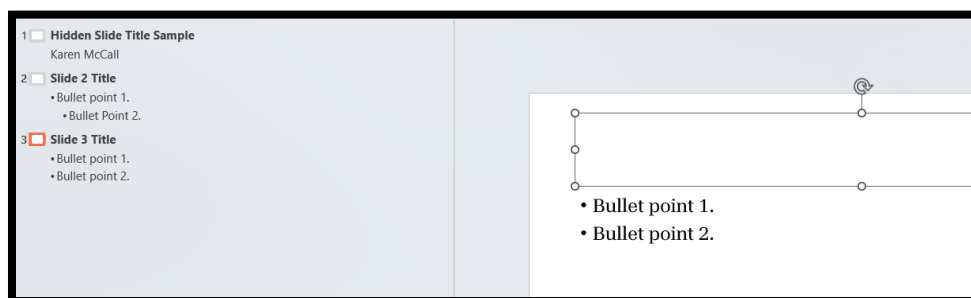 1 Hidden Slide Title Sample
Karen McCall
2 Slide 2 Title
• Bullet point 1.
• Bullet Point 2.
3 Slide 3 Title
• Bullet point 1.
• Bullet point 2.
• Bullet point 1.
• Bullet point 2.